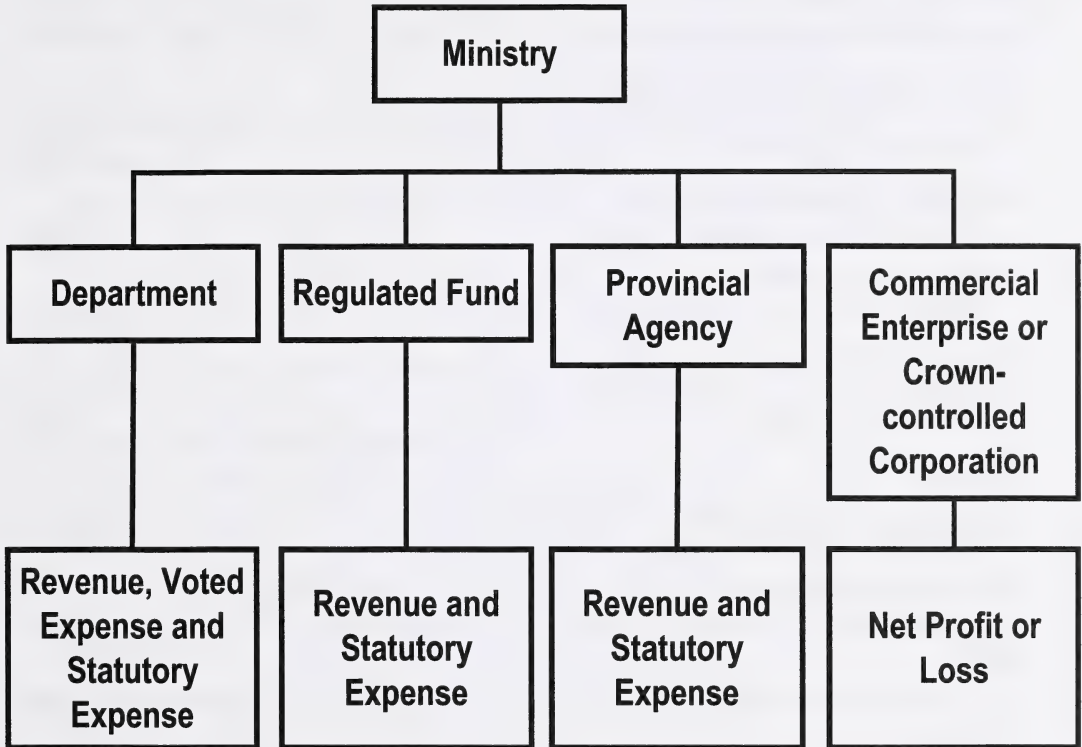 Ministry
Department
Regulated Fund
Provincial
Agency
Commercial
Enterprise or
Crown-
controlled
Corporation
Revenue, Voted
Expense and
Statutory
Expense
Revenue and
Statutory
Expense
Revenue and
Statutory
Expense
Net Profit or
Loss